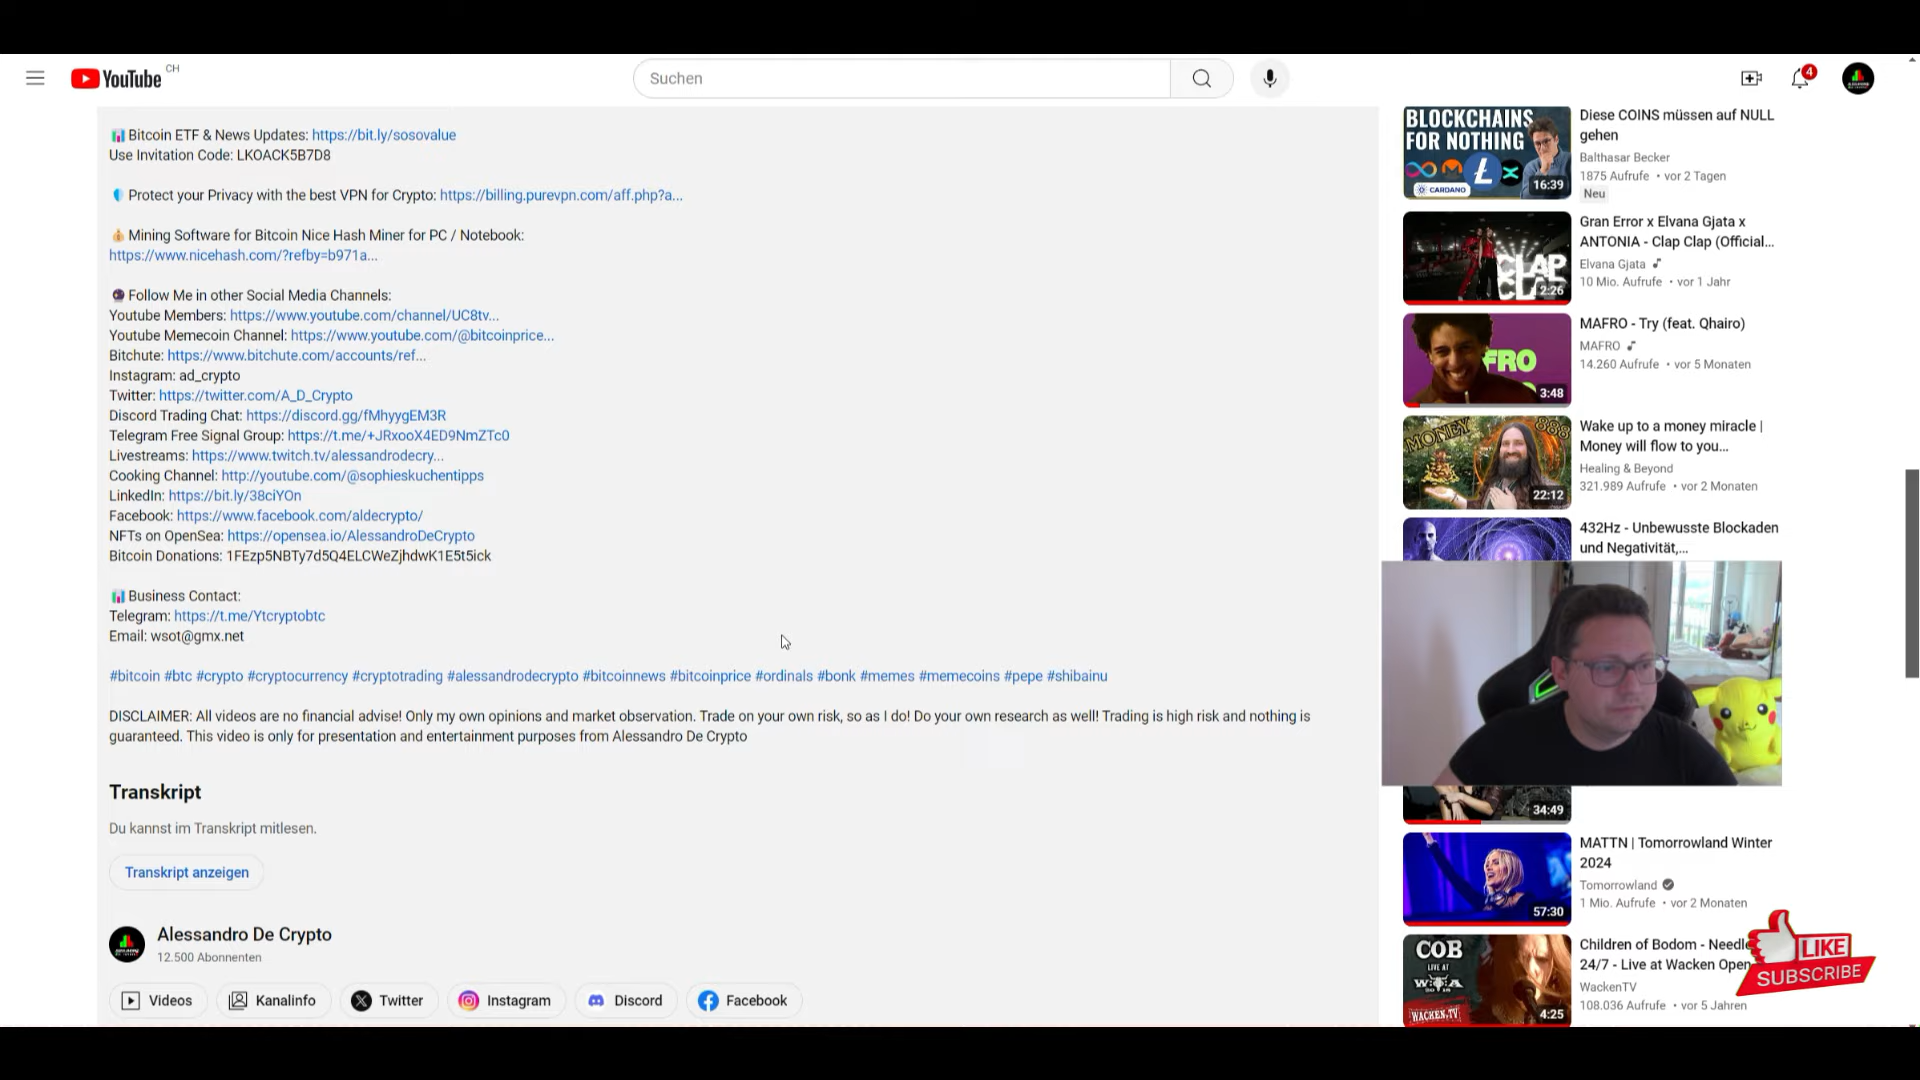 YouTube CH
Suchen
4
Bitcoin ETF & News Updates: https://bit.ly/sosovalue
Use Invitation Code: LKOACK5B7D8
Protect your Privacy with the best VPN for Crypto: https://billing.purevpn.com/aff.php?a...
Mining Software for Bitcoin Nice Hash Miner for PC / Notebook:
https://www.nicehash.com/?refby=b971a...
Follow Me in other Social Media Channels:
Youtube Members: https://www.youtube.com/channel/UC8tv...
Youtube Memecoin Channel: https://www.youtube.com/@bitcoinprice...
Bitchute: https://www.bitchute.com/accounts/ref...
Instagram: ad_crypto
Twitter: https://twitter.com/A_D_Crypto
Discord Trading Chat: https://discord.gg/fMhyygEM3R
Telegram Free Signal Group: https://t.me/+JRxooX4ED9NmZTc0
Livestreams: https://www.twitch.tv/alessandrodecry...
Cooking Channel: http://youtube.com/@sophieskuchentipps
LinkedIn: https://bit.ly/38ciYOn
Facebook: https://www.facebook.com/aldecrypto/
NFTs on OpenSea: https://opensea.io/AlessandroDeCrypto
Bitcoin Donations: 1FEzp5NBTy7d5Q4ELCWeZjhdwK1E5t5ick
Business Contact:
Telegram: https://t.me/Ytcryptobtc
Email: wsot@gmx.net
#bitcoin #btc #crypto #cryptocurrency #cryptotrading #alessandrodecrypto #bitcoinnews #bitcoinprice #ordinals #bonk #memes #memecoins #pepe #shibainu
DISCLAIMER: All videos are no financial advise! Only my own opinions and market observation. Trade on your own risk, so as I do! Do your own research as well! Trading is high risk and nothing is
guaranteed. This video is only for presentation and entertainment purposes from Alessandro De Crypto
Transkript
Du kannst im Transkript mitlesen.
Transkript anzeigen
Alessandro De Crypto
12.500 Abonnenten
Videos
Kanalinfo
Twitter
Instagram
Discord
Facebook
BLOCKCHAINS
FOR NOTHING
CARDANO
16:39
Diese COINS müssen auf NULL
gehen
Balthasar Becker
1875 Aufrufe • vor 2 Tagen
Neu
CLAP
CLAP
2:26
Gran Error x Elvana Gjata x
ANTONIA - Clap Clap (Official...
Elvana Gjata
10 Mio. Aufrufe • vor 1 Jahr
FRO
3:48
MAFRO - Try (feat. Qhairo)
MAFRO
14.260 Aufrufe • vor 5 Monaten
MONEY
888
22:12
Wake up to a money miracle |
Money will flow to you...
Healing & Beyond
321.989 Aufrufe • vor 2 Monaten
432Hz - Unbewusste Blockaden
und Negativität,...
34:49
57:30
MATTN | Tomorrowland Winter
2024
Tomorrowland
1 Mio. Aufrufe • vor 2 Monaten
COB
LIVE AT
W:O:A
WACKEN.TV
4:25
Children of Bodom - Needle
24/7 - Live at Wacken Open
WackenTV
108.036 Aufrufe • vor 5 Jahren
LIKE
SUBSCRIBE